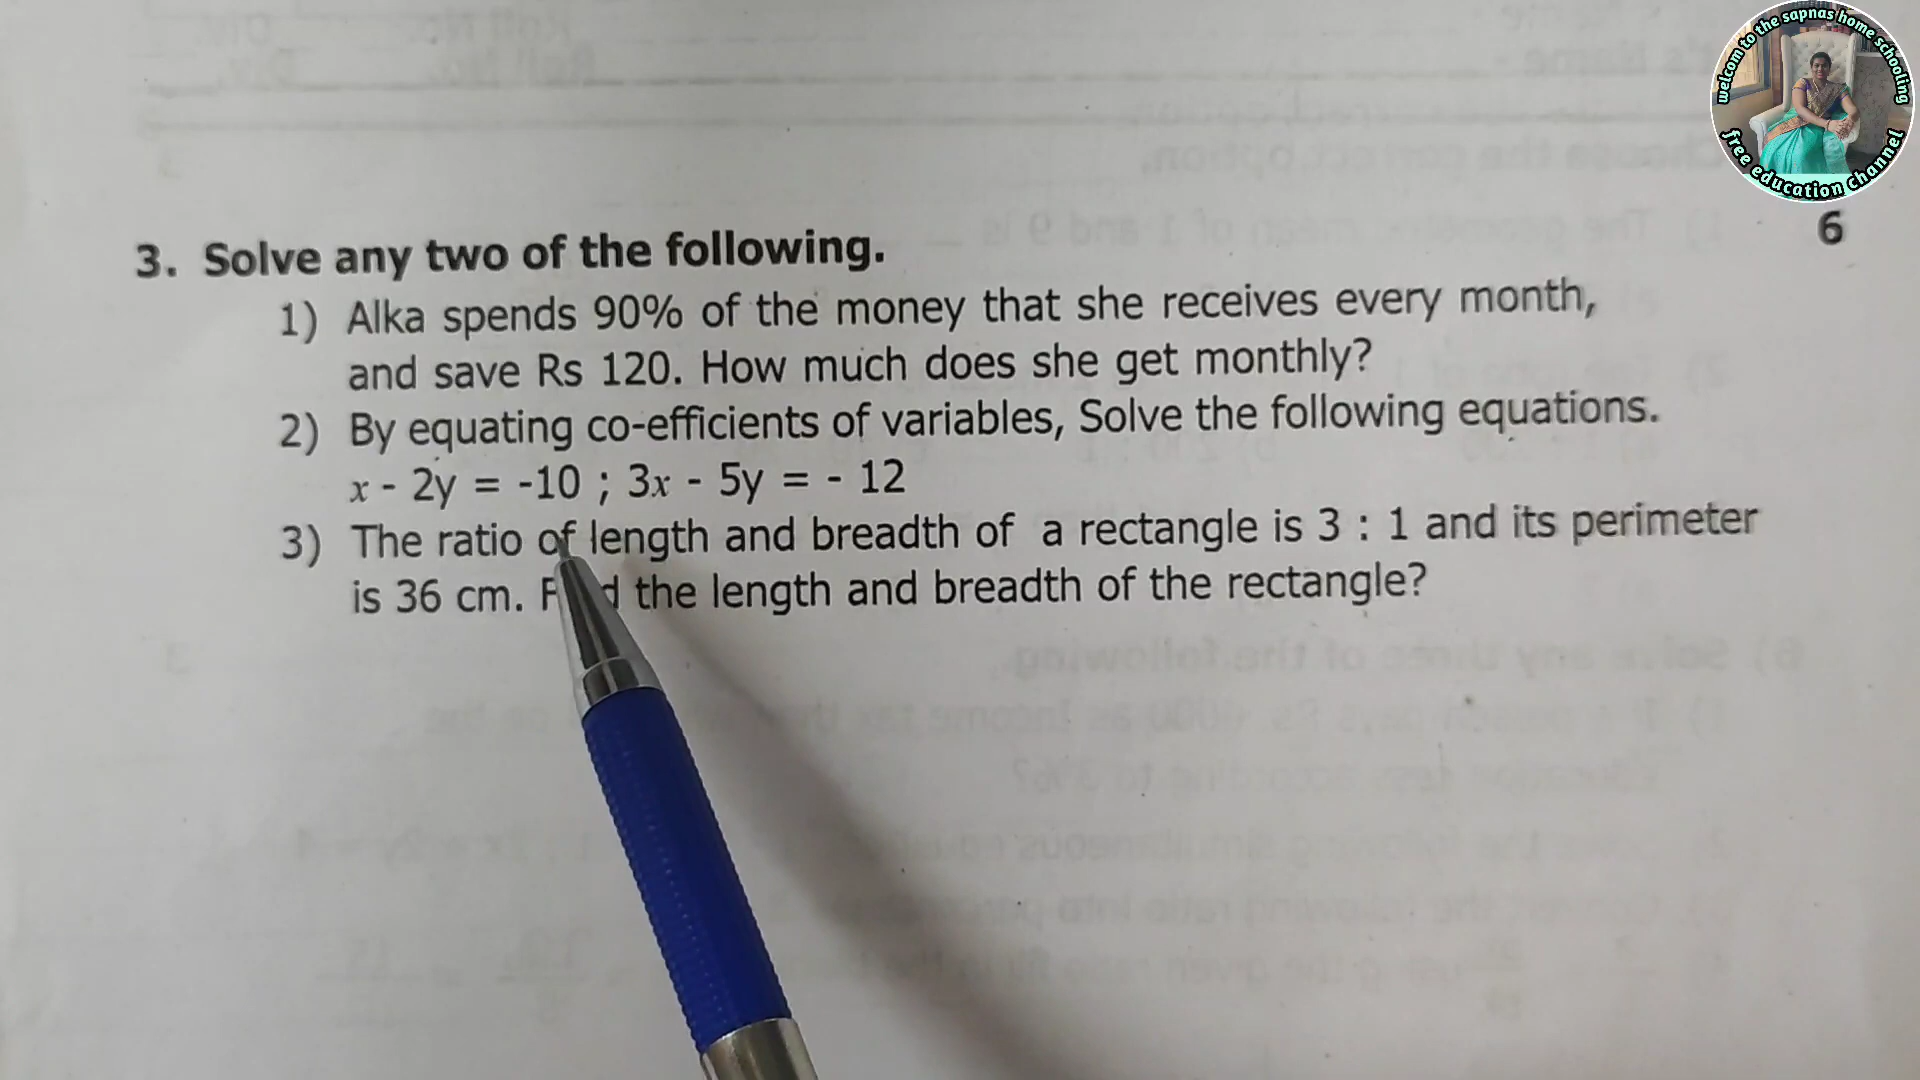 welcom to the sapnas home schooling
free education channel
3. Solve any two of the following. 6
1) Alka spends 90% of the money that she receives every month,
and save Rs 120. How much does she get monthly?
2) By equating co-efficients of variables, Solve the following equations.
x - 2y = -10 ; 3x - 5y = - 12
3) The ratio of length and breadth of a rectangle is 3 : 1 and its perimeter
is 36 cm. the length and breadth of the rectangle?